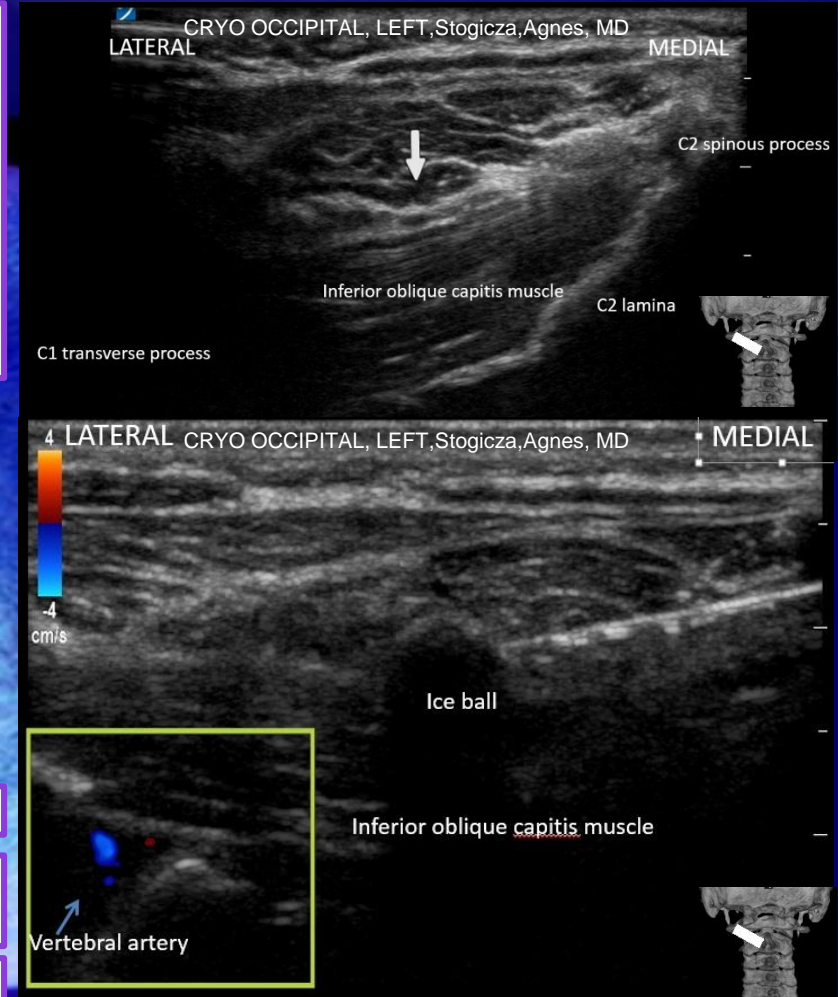 CRYO OCCIPITAL, LEFT,Stogicza,Agnes, MD
LATERAL
MEDIAL
C2 spinous process
Inferior oblique capitis muscle
C2 lamina
C1 transverse process
4
LATERAL
CRYO OCCIPITAL, LEFT,Stogicza,Agnes, MD
MEDIAL
-4
cm/s
Ice ball
Inferior oblique capitis muscle
Vertebral artery